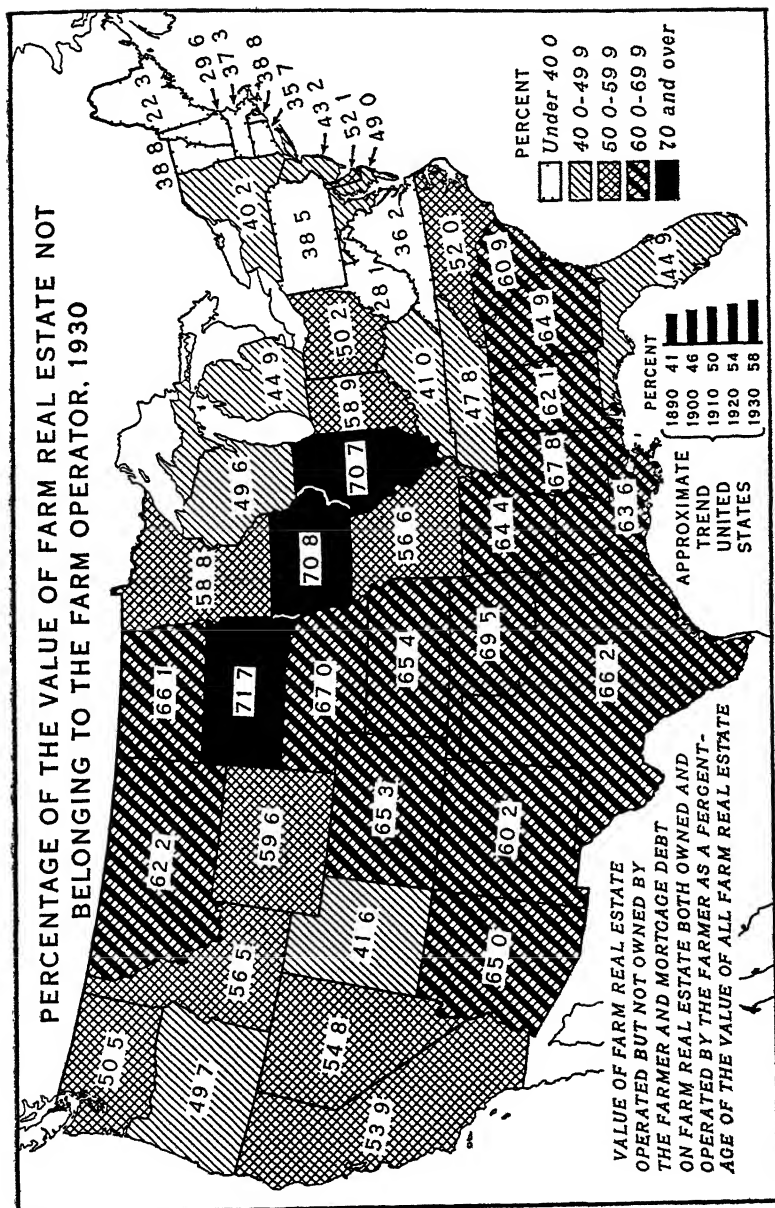 PERCENTAGE OF THE VALUE OF FARM REAL ESTATE NOT
BELONGING TO THE FARM OPERATOR, 1930
50 5
49 7
53 9
54 8
56 5
62 2
59 6
41 6
65 0
65 3
60 2
66 1
71 7
67 0
65 4
69 5
66 2
58 8
70 8
56 6
64 4
63 6
49 6
70 7
44 9
58 9
50 2
41 0
47 8
67 8
62 1
64 9
60 9
52 0
44 9
28 1
36 2
38 5
40 2
38 8
22 3
29 6
37 3
38 8
35 7
43 2
52 1
49 0
PERCENT
Under 40 0
40 0-49 9
50 0-59 9
60 0-69 9
70 and over
VALUE OF FARM REAL ESTATE
OPERATED BUT NOT OWNED BY
THE FARMER AND MORTGAGE DEBT
ON FARM REAL ESTATE BOTH OWNED AND
OPERATED BY THE FARMER AS A PERCENT-
AGE OF THE VALUE OF ALL FARM REAL ESTATE
APPROXIMATE
TREND
UNITED
STATES
PERCENT
1890 41
1900 46
1910 50
1920 54
1930 58